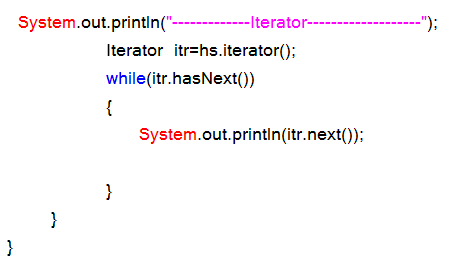 System.out.println("-------------Iterator-------------------");
Iterator  itr=hs.iterator();
while(itr.hasNext())
{
System.out.println(itr.next());
}
}
}